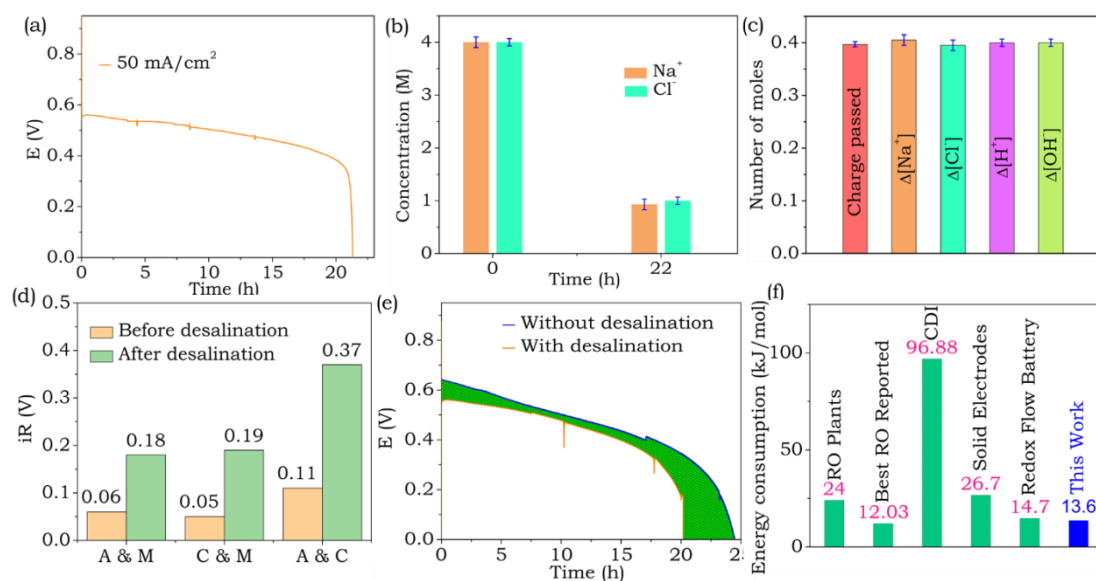 (a)
50 mA/cm²
E (V)
0.8
0.6
0.4
0.2
0.0
0
5
10
15
20
Time (h)
(b)
Na⁺
Cl⁻
Concentration (M)
4
3
2
1
0
0
22
Time (h)
(c)
Number of moles
0.4
0.2
0.0
Charge passed
Δ[Na⁺]
Δ[Cl⁻]
Δ[H⁺]
Δ[OH⁻]
(d)
iR (V)
0.5
0.4
0.3
0.2
0.1
0.0
Before desalination
After desalination
0.06
0.18
0.05
0.19
0.11
0.37
A & M
C & M
A & C
(e)
E (V)
0.8
0.6
0.4
0.2
0.0
Without desalination
With desalination
0
5
10
15
20
25
Time (h)
(f)
Energy consumption (kJ/mol)
100
50
0
RO Plants
24
Best RO Reported
12.03
CDI
96.88
Solid Electrodes
26.7
Redox Flow Battery
14.7
This Work
13.6